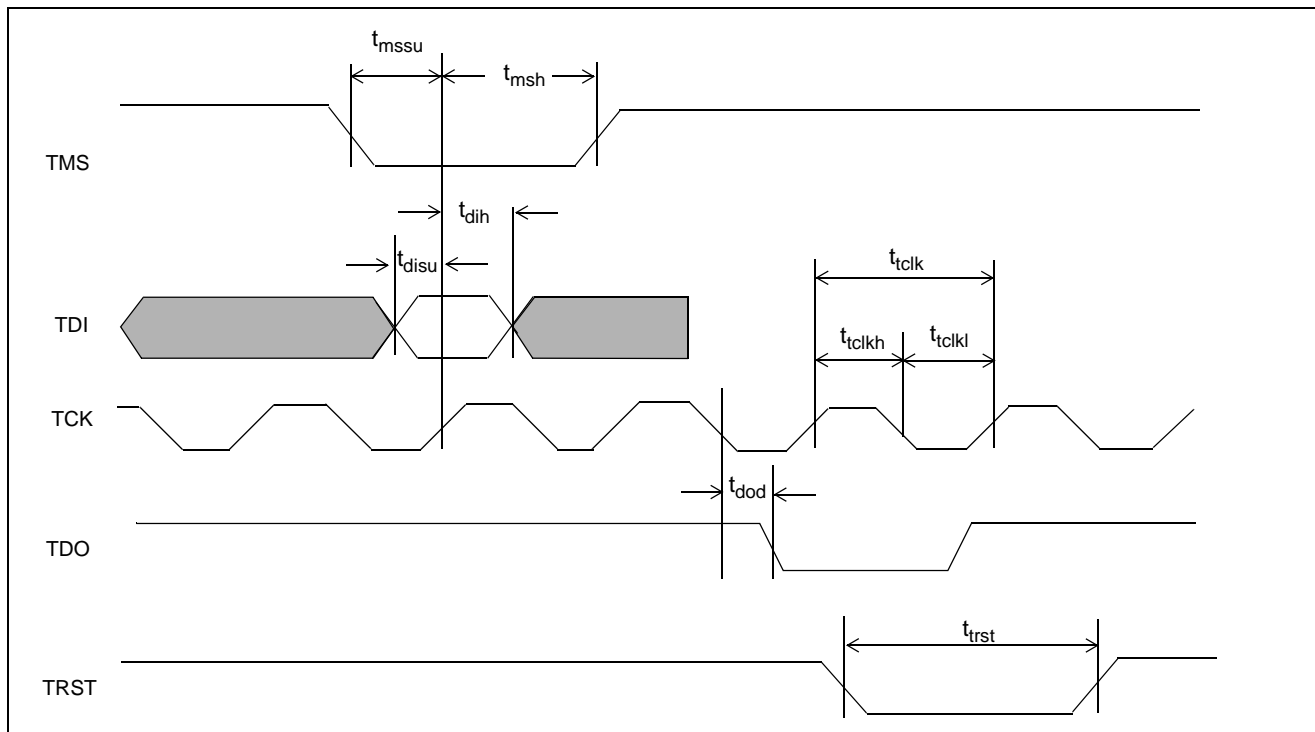 tmssu
tmsh
TMS
tdih
tdisu
ttclk
TDI
ttclkh
ttclkl
TCK
tdod
TDO
ttrst
TRST